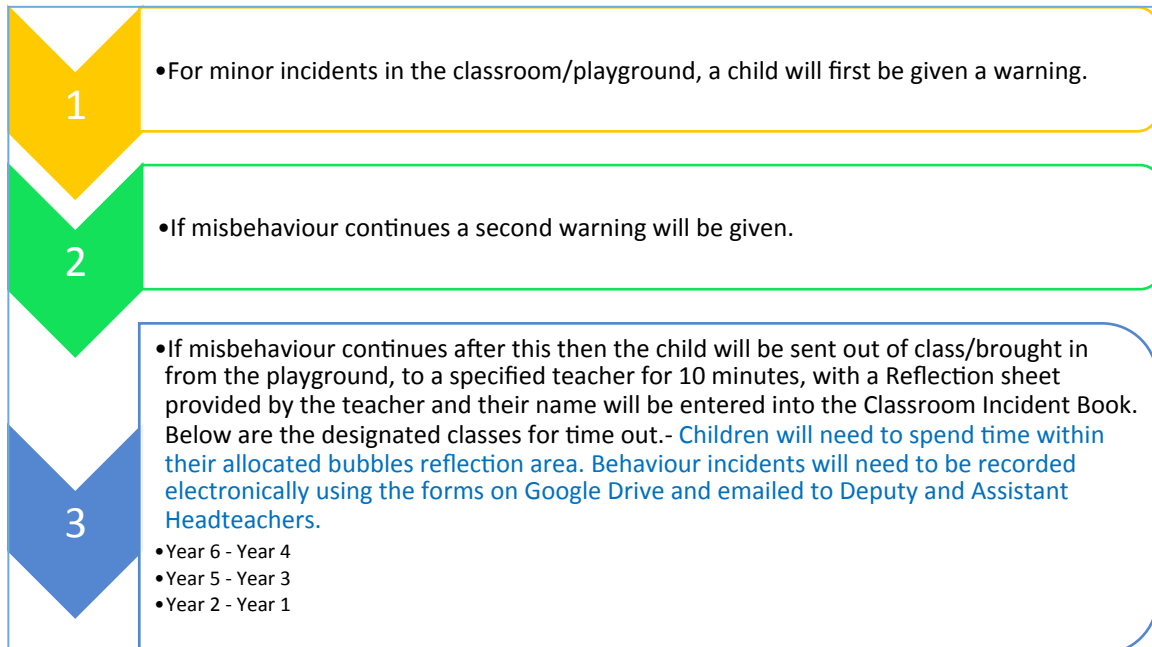 1
•For minor incidents in the classroom/playground, a child will first be given a warning.
2
•If misbehaviour continues a second warning will be given.
3
•If misbehaviour continues after this then the child will be sent out of class/brought in
from the playground, to a specified teacher for 10 minutes, with a Reflection sheet
provided by the teacher and their name will be entered into the Classroom Incident Book.
Below are the designated classes for time out.- Children will need to spend time within
their allocated bubbles reflection area. Behaviour incidents will need to be recorded
electronically using the forms on Google Drive and emailed to Deputy and Assistant
Headteachers.
•Year 6 - Year 4
•Year 5 - Year 3
•Year 2 - Year 1